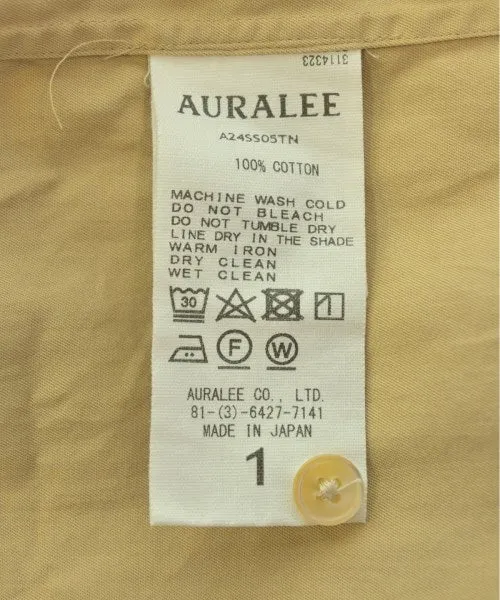 3114323
AURALEE
A24SS05TN
100% COTTON
MACHINE WASH COLD
DO NOT BLEACH
DO NOT TUMBLE DRY
LINE DRY IN THE SHADE
WARM IRON
DRY CLEAN
WET CLEAN
30
F W
AURALEE CO., LTD.
81-(3)-6427-7141
MADE IN JAPAN
1